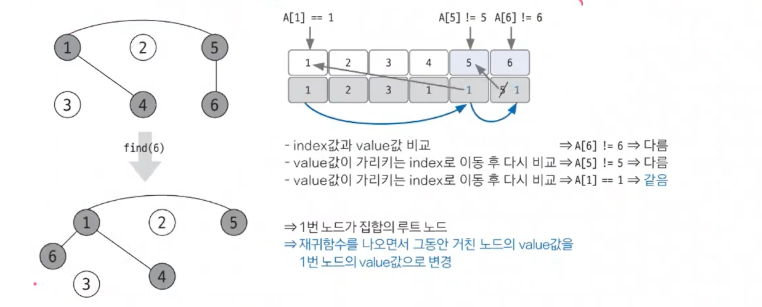 A[1] == 1 A[5] != 5 A[6] != 6
1 2 5
3 4 6
1 2 3 4 5 6
1 2 3 1 1 5 1
find(6)
- index값과 value값 비교 ⇒ A[6] != 6 ⇒ 다름
- value값이 가리키는 index로 이동 후 다시 비교 ⇒ A[5] != 5 ⇒ 다름
- value값이 가리키는 index로 이동 후 다시 비교 ⇒ A[1] == 1 ⇒ 같음
1 2 5
6 3 4
⇒ 1번 노드가 집합의 루트 노드
⇒ 재귀함수를 나오면서 그동안 거친 노드의 value값을
1번 노드의 value값으로 변경